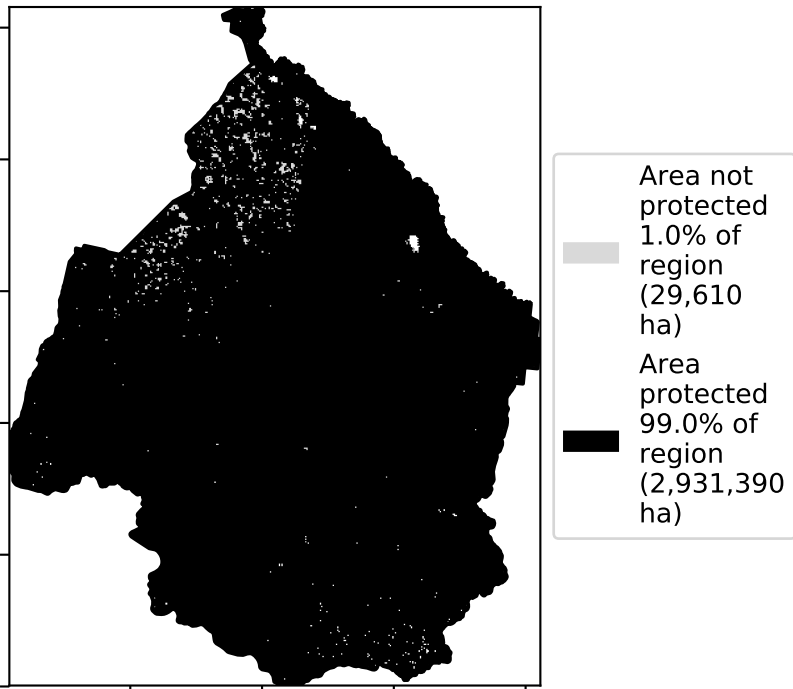 Area not
protected
1.0% of
region
(29,610
ha)
Area
protected
99.0% of
region
(2,931,390
ha)